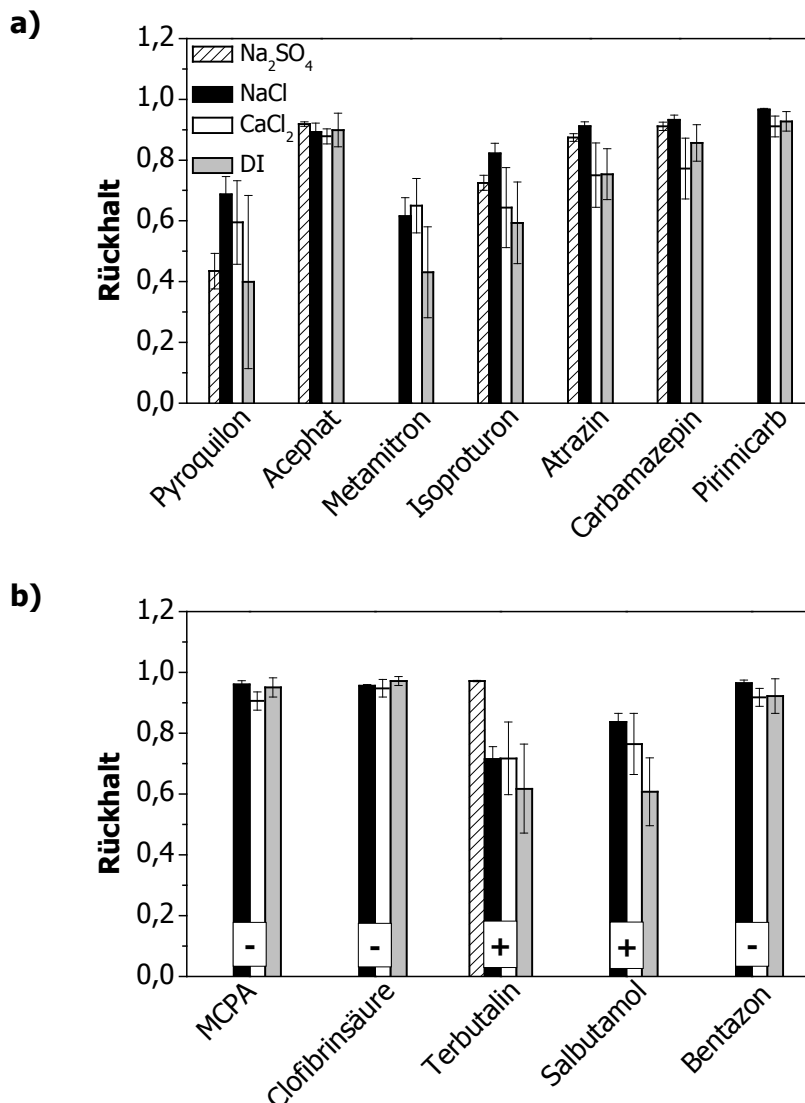 a)
1,2
1,0
0,8
0,6
0,4
0,2
0,0
Rückhalt
Na₂SO₄
NaCl
CaCl₂
DI
Pyroquilon
Acephat
Metamitron
Isoproturon
Atrazin
Carbamazepin
Pirimicarb
b)
1,2
1,0
0,8
0,6
0,4
0,2
0,0
Rückhalt
-
-
+
+
-
MCPA
Clofibrinsäure
Terbutalin
Salbutamol
Bentazon